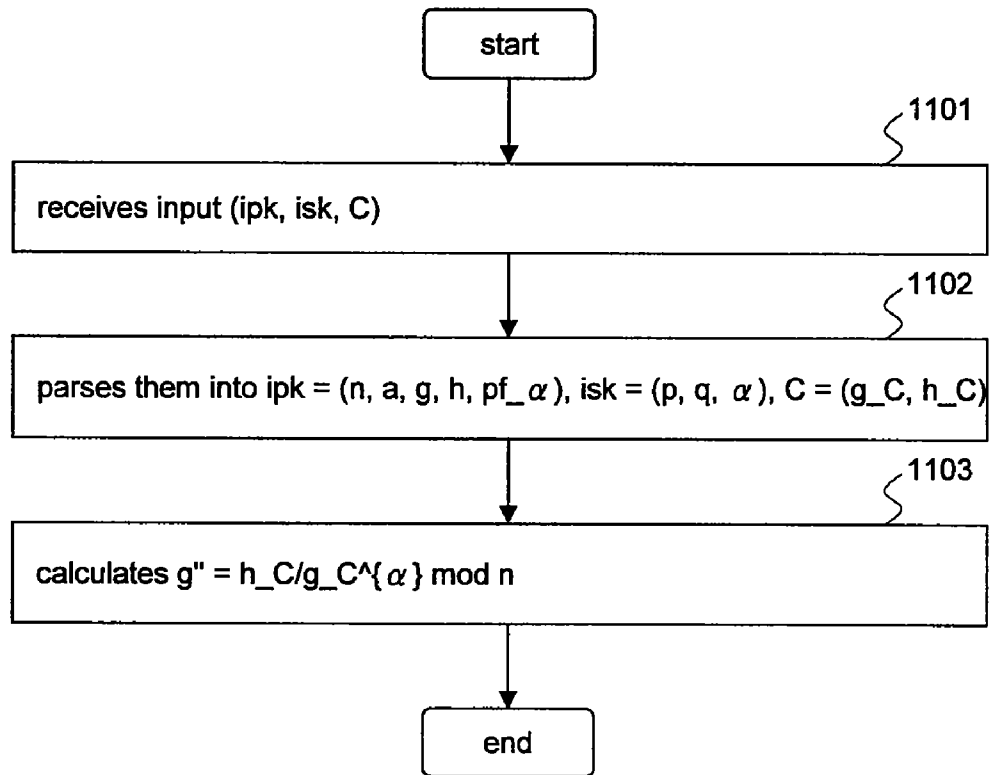 start
1101
receives input (ipk, isk, C)
1102
parses them into ipk = (n, a, g, h, pf_α), isk = (p, q, α), C = (g_C, h_C)
1103
calculates g" = h_C/g_C^{α} mod n
end